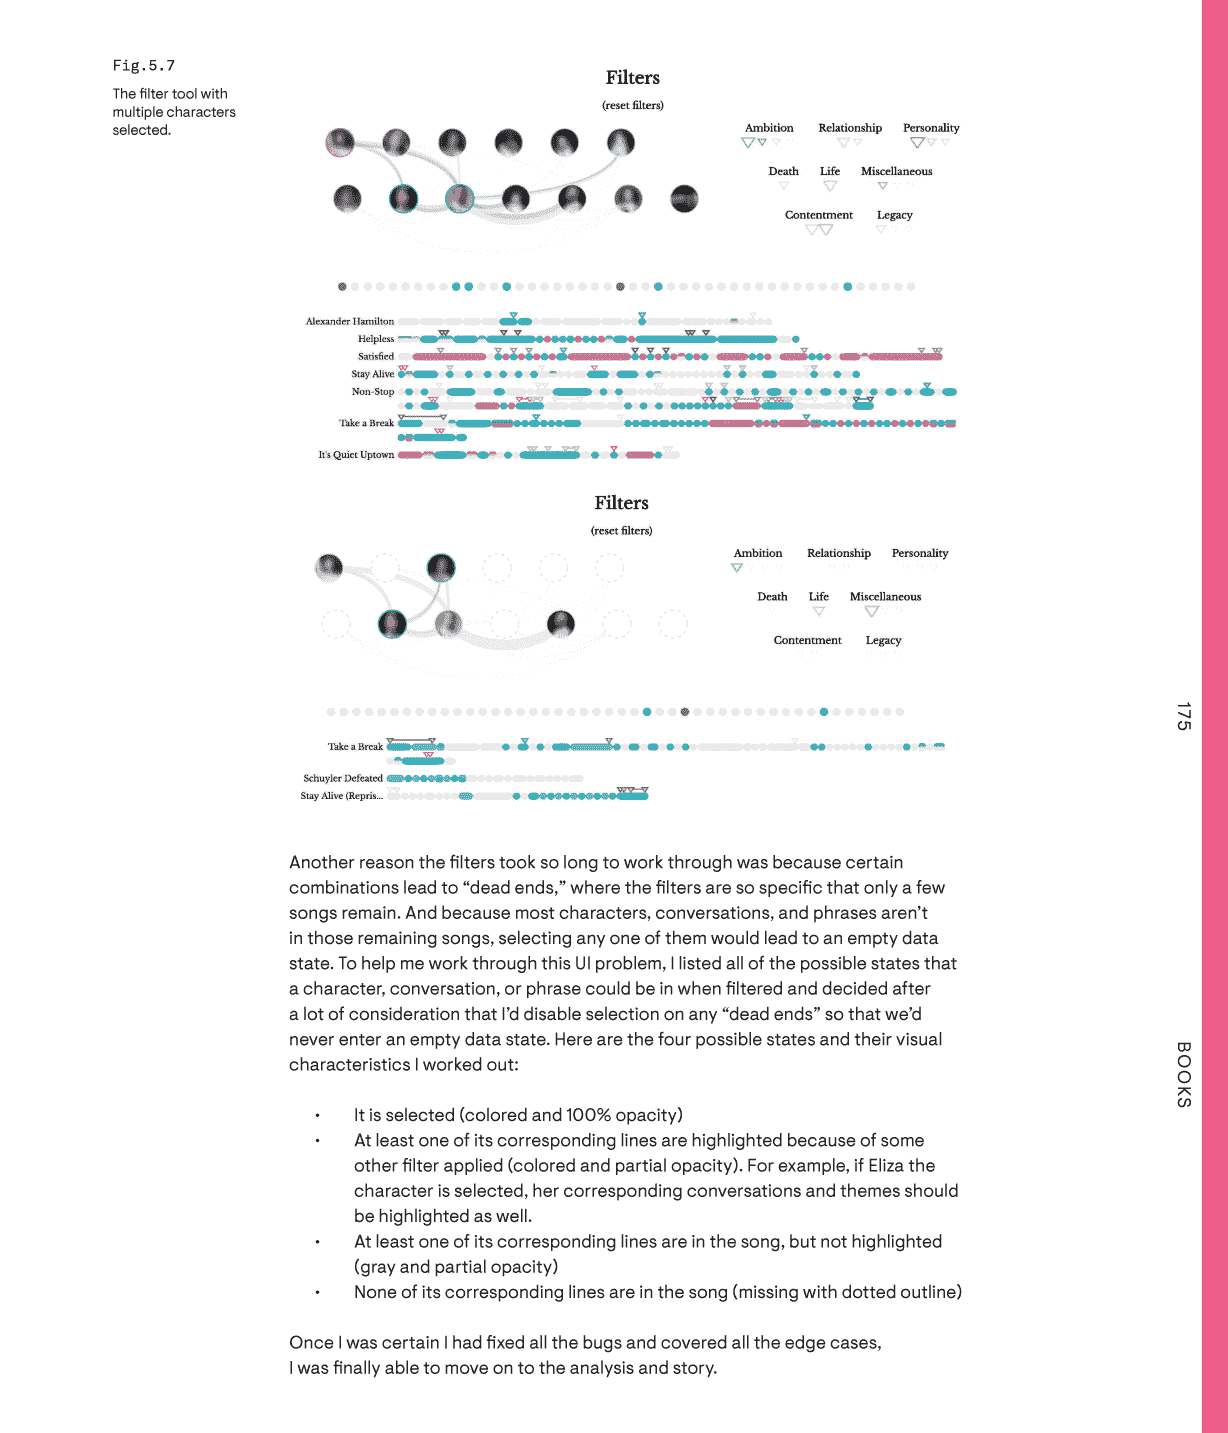 Fig.5.7
The filter tool with
multiple characters
selected.
Filters
(reset filters)
Ambition Relationship Personality
Death Life Miscellaneous
Contentment Legacy
Alexander Hamilton
Helpless
Satisfied
Stay Alive
Non-Stop
Take a Break
It's Quiet Uptown
Filters
(reset filters)
Ambition Relationship Personality
Death Life Miscellaneous
Contentment Legacy
Take a Break
Schuyler Defeated
Stay Alive (Repris...
Another reason the filters took so long to work through was because certain
combinations lead to “dead ends,” where the filters are so specific that only a few
songs remain. And because most characters, conversations, and phrases aren’t
in those remaining songs, selecting any one of them would lead to an empty data
state. To help me work through this UI problem, I listed all of the possible states that
a character, conversation, or phrase could be in when filtered and decided after
a lot of consideration that I’d disable selection on any “dead ends” so that we’d
never enter an empty data state. Here are the four possible states and their visual
characteristics I worked out:
• It is selected (colored and 100% opacity)
• At least one of its corresponding lines are highlighted because of some
other filter applied (colored and partial opacity). For example, if Eliza the
character is selected, her corresponding conversations and themes should
be highlighted as well.
• At least one of its corresponding lines are in the song, but not highlighted
(gray and partial opacity)
• None of its corresponding lines are in the song (missing with dotted outline)
Once I was certain I had fixed all the bugs and covered all the edge cases,
I was finally able to move on to the analysis and story.
175
BOOKS